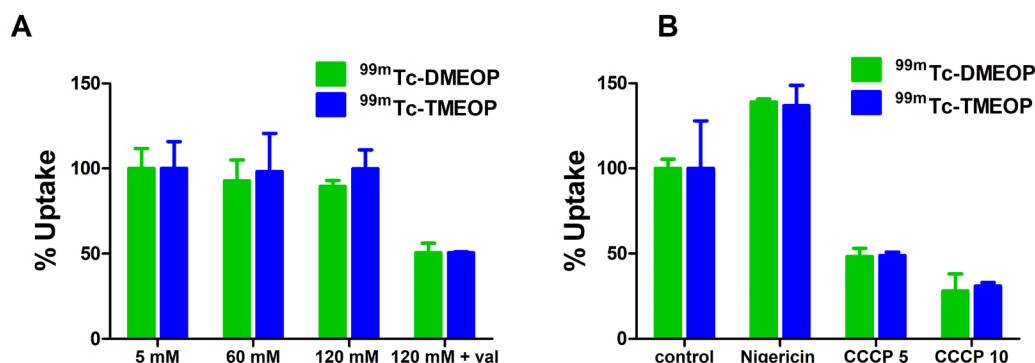 A
% Uptake
150
100
50
0
99mTc-DMEOP
99mTc-TMEOP
5 mM 60 mM 120 mM 120 mM + val
B
% Uptake
150
100
50
0
99mTc-DMEOP
99mTc-TMEOP
control Nigericin CCCP 5 CCCP 10